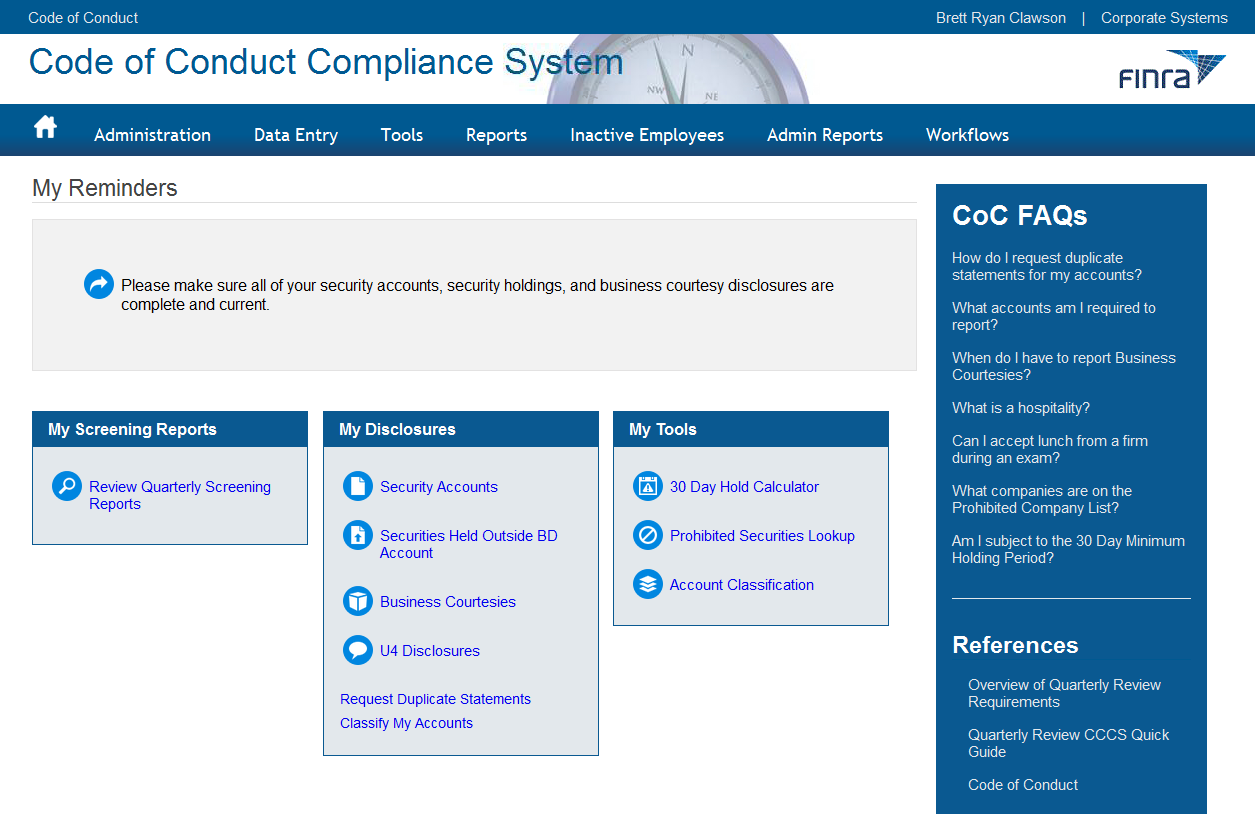 Code of Conduct
Brett Ryan Clawson | Corporate Systems
Code of Conduct Compliance System
N
NW
NE
finra
Administration
Data Entry
Tools
Reports
Inactive Employees
Admin Reports
Workflows
My Reminders
Please make sure all of your security accounts, security holdings, and business courtesy disclosures are
complete and current.
My Screening Reports
Review Quarterly Screening
Reports
My Disclosures
Security Accounts
Securities Held Outside BD
Account
Business Courtesies
U4 Disclosures
Request Duplicate Statements
Classify My Accounts
My Tools
30 Day Hold Calculator
Prohibited Securities Lookup
Account Classification
CoC FAQs
How do I request duplicate
statements for my accounts?
What accounts am I required to
report?
When do I have to report Business
Courtesies?
What is a hospitality?
Can I accept lunch from a firm
during an exam?
What companies are on the
Prohibited Company List?
Am I subject to the 30 Day Minimum
Holding Period?
References
Overview of Quarterly Review
Requirements
Quarterly Review CCCS Quick
Guide
Code of Conduct